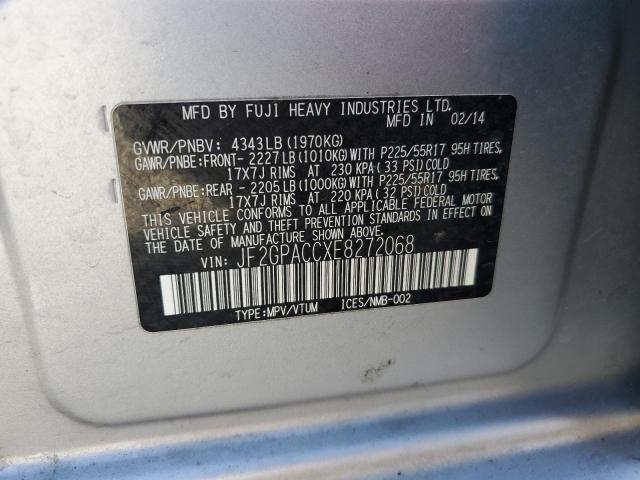 MFD BY FUJI HEAVY INDUSTRIES LTD.
MFD IN 02/14
GVWR/PNBV: 4343LB(1970KG)
GAWR/PNBE:FRONT- 2227LB(1010KG)WITH P225/55R17 95H TIRES,
17X7J RIMS AT 230 KPA(33 PSI)COLD
GAWR/PNBE:REAR - 2205LB(1000KG)WITH P225/55R17 95H TIRES,
17X7J RIMS AT 220 KPA(32 PSI)COLD
THIS VEHICLE CONFORMS TO ALL APPLICABLE FEDERAL MOTOR
VEHICLE SAFETY AND THEFT PREVENTION STANDARDS IN EFFECT ON
THE DATE OF MANUFACTURE SHOWN ABOVE.
VIN: JF2GPACCXE8272068
TYPE:MPV/VTUM ICES/NMB-002